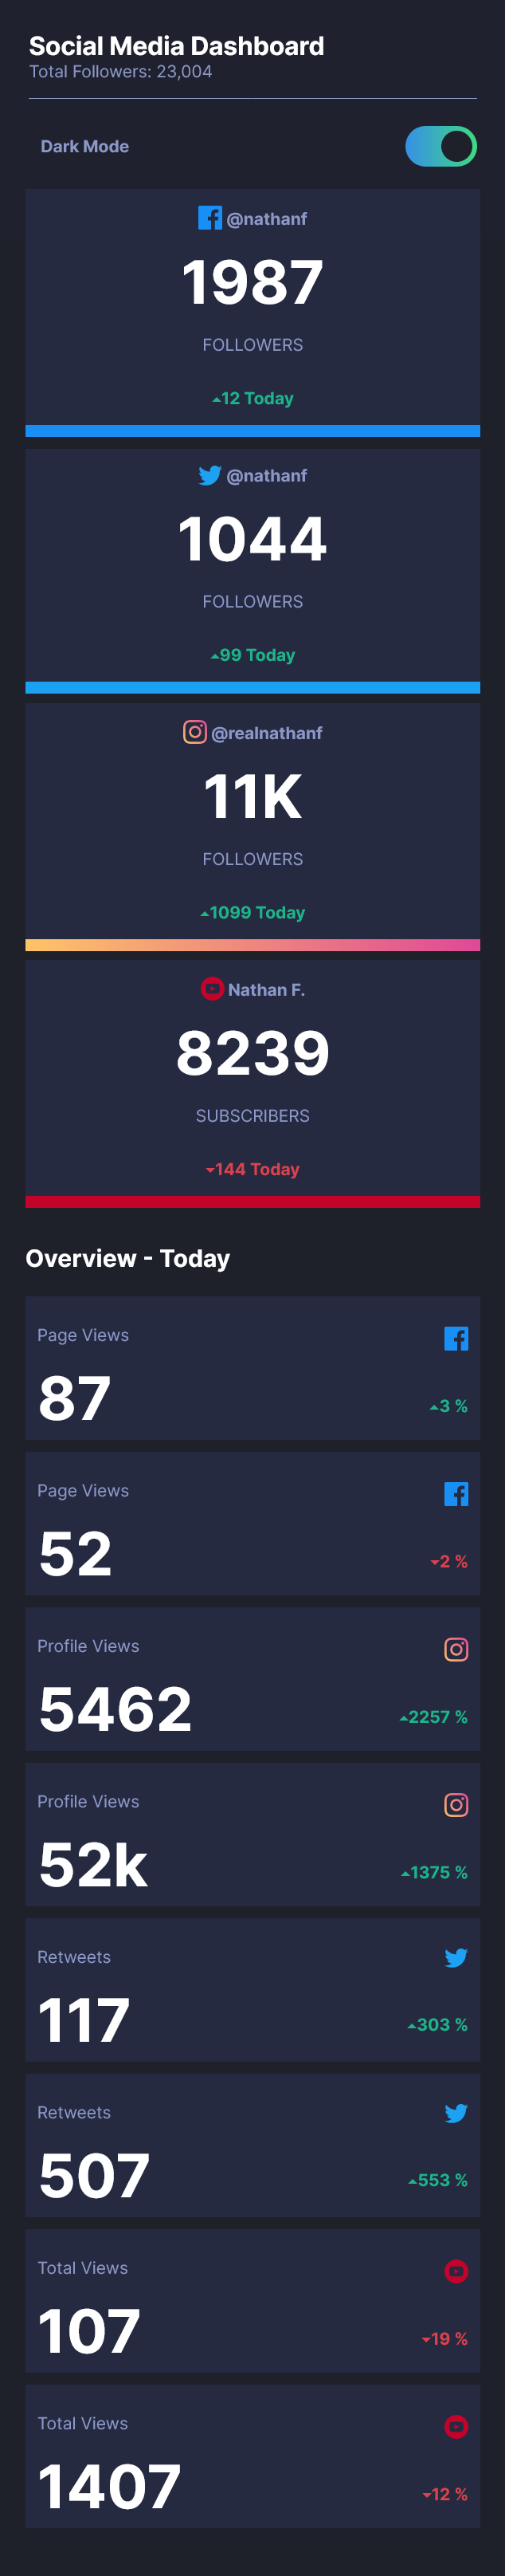 Social Media Dashboard
Total Followers: 23,004
Dark Mode
@nathanf
1987
FOLLOWERS
12 Today
@nathanf
1044
FOLLOWERS
99 Today
@realnathanf
11K
FOLLOWERS
1099 Today
Nathan F.
8239
SUBSCRIBERS
144 Today
Overview - Today
Page Views
87
3 %
Page Views
52
2 %
Profile Views
5462
2257 %
Profile Views
52k
1375 %
Retweets
117
303 %
Retweets
507
553 %
Total Views
107
19 %
Total Views
1407
12 %